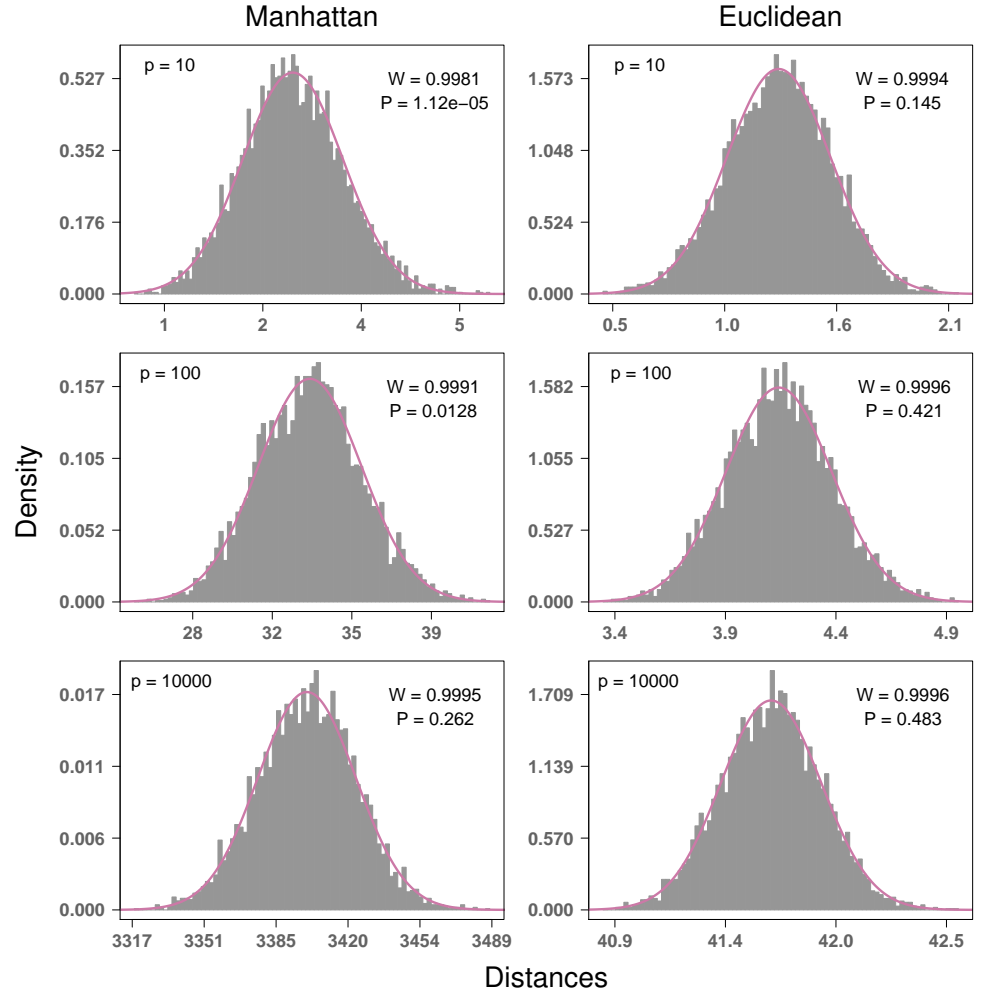 Manhattan
Euclidean
p = 10
W = 0.9981
P = 1.12e−05
0.527
0.352
0.176
0.000
1
2
4
5
p = 10
W = 0.9994
P = 0.145
1.573
1.048
0.524
0.000
0.5
1.0
1.6
2.1
p = 100
W = 0.9991
P = 0.0128
0.157
0.105
0.052
0.000
28
32
35
39
p = 100
W = 0.9996
P = 0.421
1.582
1.055
0.527
0.000
3.4
3.9
4.4
4.9
Density
p = 10000
W = 0.9995
P = 0.262
0.017
0.011
0.006
0.000
3317
3351
3385
3420
3454
3489
p = 10000
W = 0.9996
P = 0.483
1.709
1.139
0.570
0.000
40.9
41.4
42.0
42.5
Distances